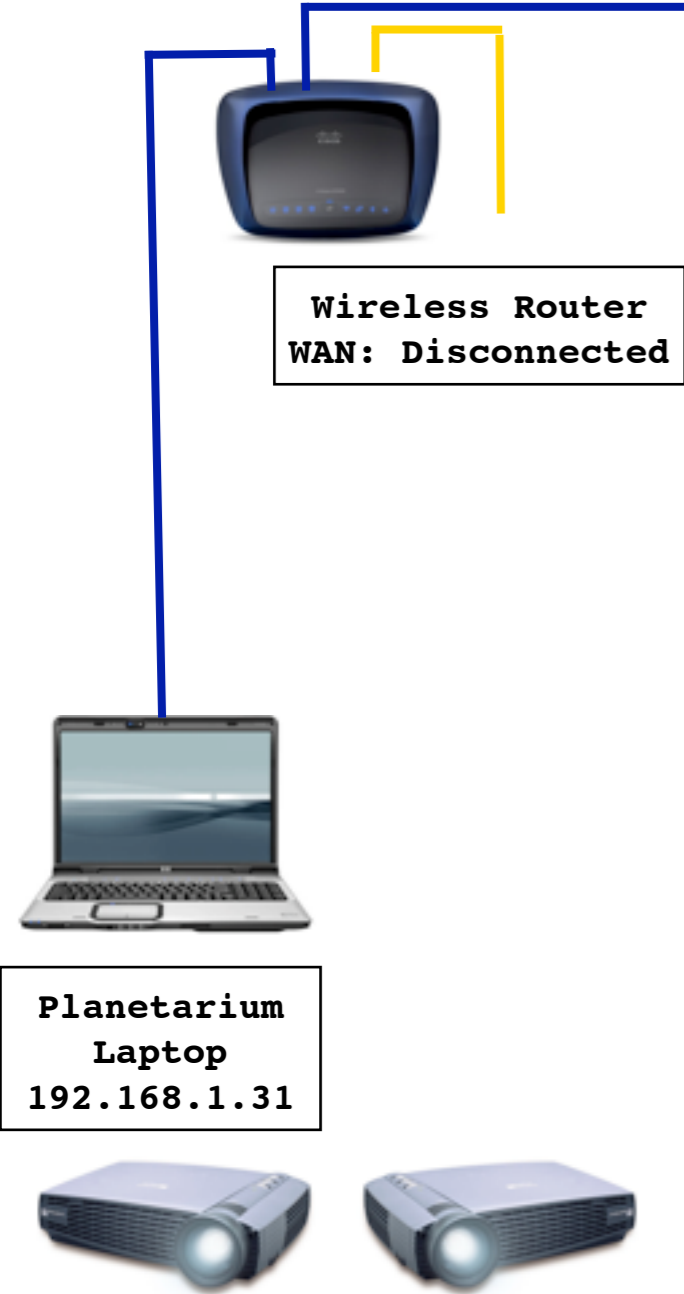 Wireless Router
WAN: Disconnected
Planetarium
Laptop
192.168.1.31